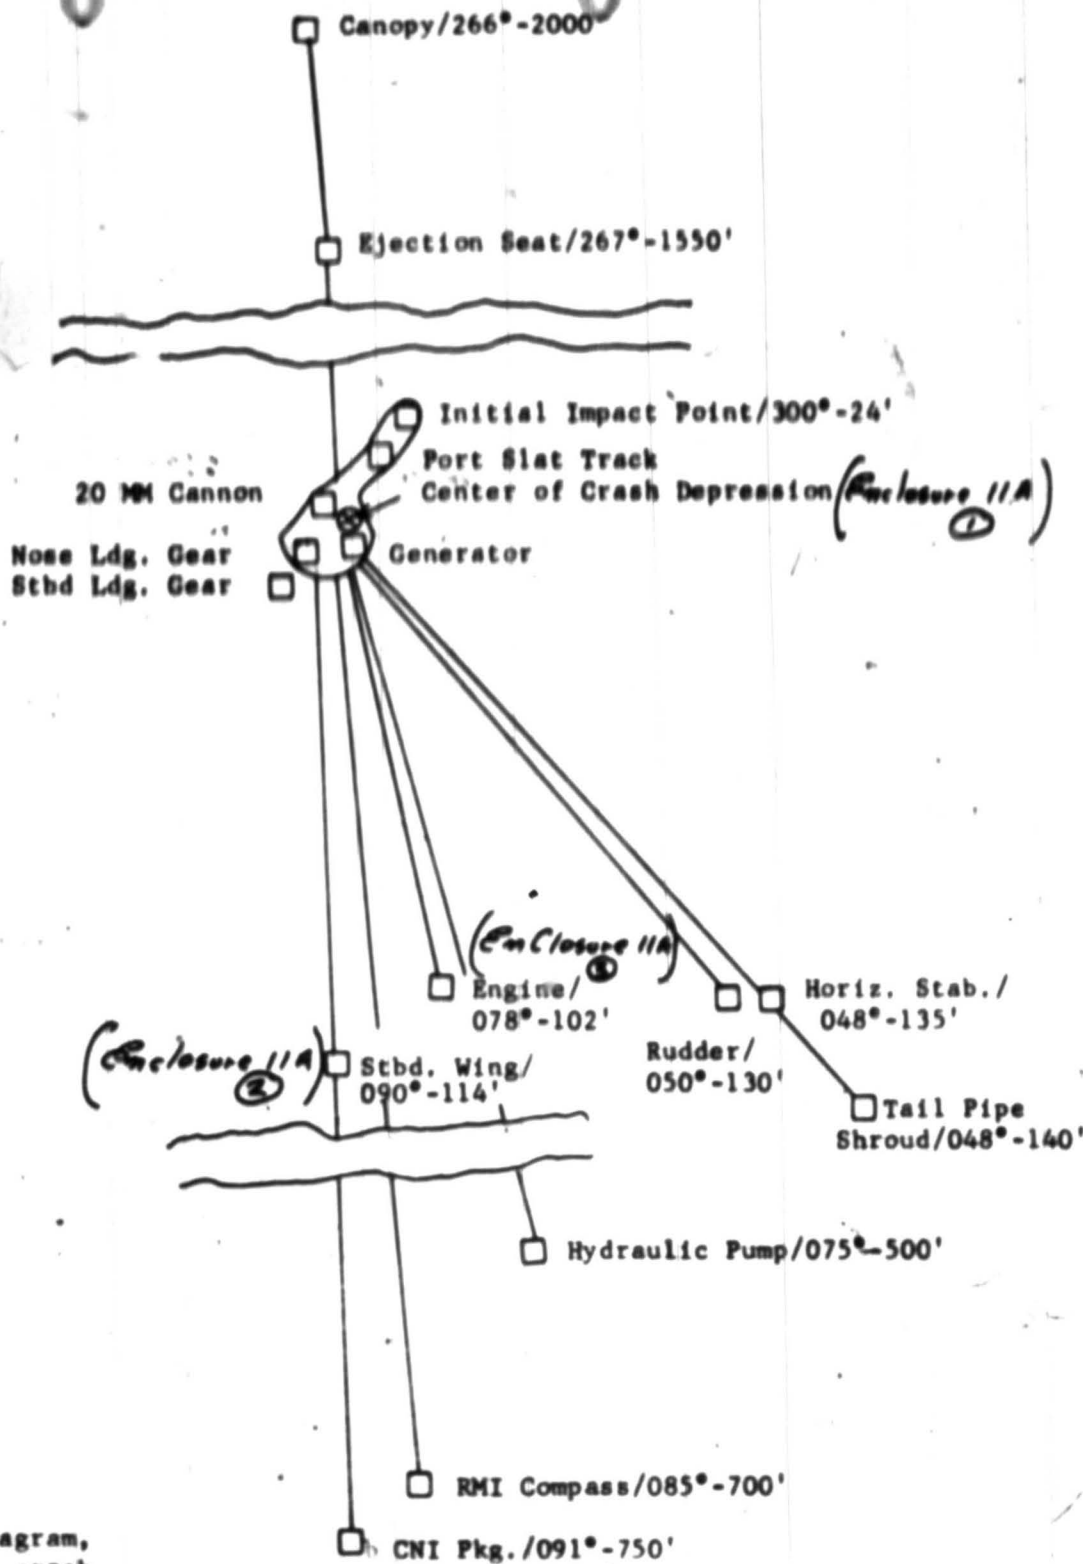 Canopy/266°-2000'
Ejection Seat/267°-1550'
Initial Impact Point/300°-24'
Port Slat Track
20 MM Cannon
Center of Crash Depression (Enclosure 11A)
①
Nose Ldg. Gear
Generator
Stbd Ldg. Gear
(Enclosure 11A)
Engine/
078°-102'
Horiz. Stab./
048°-135'
Rudder/
050°-130'
(Enclosure 11A)
②
Stbd. Wing/
090°-114'
Tail Pipe
Shroud/048°-140'
Hydraulic Pump/075°-500'
RMI Compass/085°-700'
agram,
CNI Pkg./091°-750'